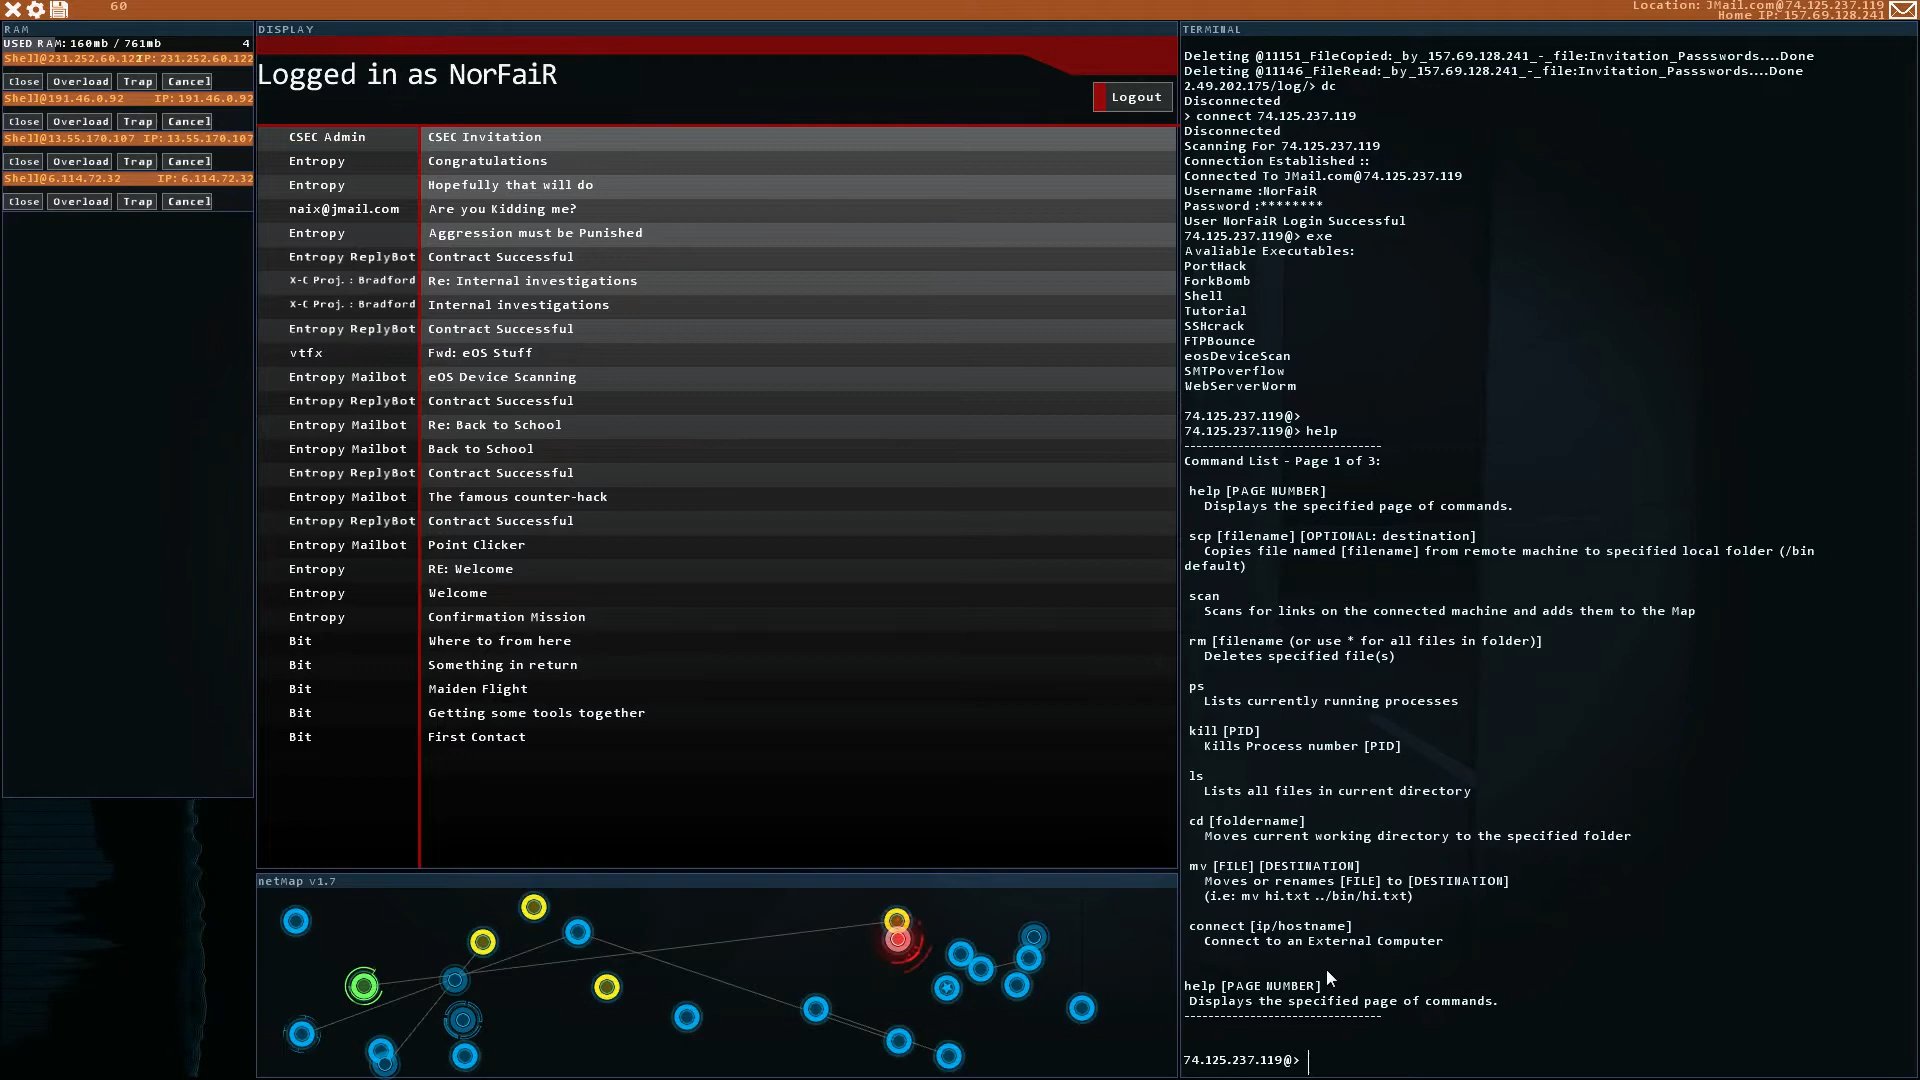 60
Location: JMail.com@74.125.237.119
Home IP: 157.69.128.241
RAM
USED RAM: 160mb / 761mb 4
Shell@231.252.60.122 IP: 231.252.60.122
Close Overload Trap Cancel
Shell@191.46.0.92 IP: 191.46.0.92
Close Overload Trap Cancel
Shell@13.55.170.107 IP: 13.55.170.107
Close Overload Trap Cancel
Shell@6.114.72.32 IP: 6.114.72.32
Close Overload Trap Cancel
DISPLAY
Logged in as NorFaiR
Logout
CSEC Admin CSEC Invitation
Entropy Congratulations
Entropy Hopefully that will do
naix@jmail.com Are you Kidding me?
Entropy Aggression must be Punished
Entropy ReplyBot Contract Successful
X-C Proj. : Bradford Re: Internal investigations
X-C Proj. : Bradford Internal investigations
Entropy ReplyBot Contract Successful
vtfx Fwd: eOS Stuff
Entropy Mailbot eOS Device Scanning
Entropy ReplyBot Contract Successful
Entropy Mailbot Re: Back to School
Entropy Mailbot Back to School
Entropy ReplyBot Contract Successful
Entropy Mailbot The famous counter-hack
Entropy ReplyBot Contract Successful
Entropy Mailbot Point Clicker
Entropy RE: Welcome
Entropy Welcome
Entropy Confirmation Mission
Bit Where to from here
Bit Something in return
Bit Maiden Flight
Bit Getting some tools together
Bit First Contact
netMap v1.7
TERMINAL
Deleting @11151_FileCopied:_by_157.69.128.241_-_file:Invitation_Passswords....Done
Deleting @11146_FileRead:_by_157.69.128.241_-_file:Invitation_Passswords....Done
2.49.202.175/log/> dc
Disconnected
> connect 74.125.237.119
Disconnected
Scanning For 74.125.237.119
Connection Established ::
Connected To JMail.com@74.125.237.119
Username :NorFaiR
Password :********
User NorFaiR Login Successful
74.125.237.119@> exe
Avaliable Executables:
PortHack
ForkBomb
Shell
Tutorial
SSHcrack
FTPBounce
eosDeviceScan
SMTPoverflow
WebServerWorm
74.125.237.119@>
74.125.237.119@> help
---------------------------------
Command List - Page 1 of 3:
help [PAGE NUMBER]
Displays the specified page of commands.
scp [filename] [OPTIONAL: destination]
Copies file named [filename] from remote machine to specified local folder (/bin
default)
scan
Scans for links on the connected machine and adds them to the Map
rm [filename (or use * for all files in folder)]
Deletes specified file(s)
ps
Lists currently running processes
kill [PID]
Kills Process number [PID]
ls
Lists all files in current directory
cd [foldername]
Moves current working directory to the specified folder
mv [FILE] [DESTINATION]
Moves or renames [FILE] to [DESTINATION]
(i.e: mv hi.txt ../bin/hi.txt)
connect [ip/hostname]
Connect to an External Computer
help [PAGE NUMBER]
Displays the specified page of commands.
---------------------------------
74.125.237.119@>